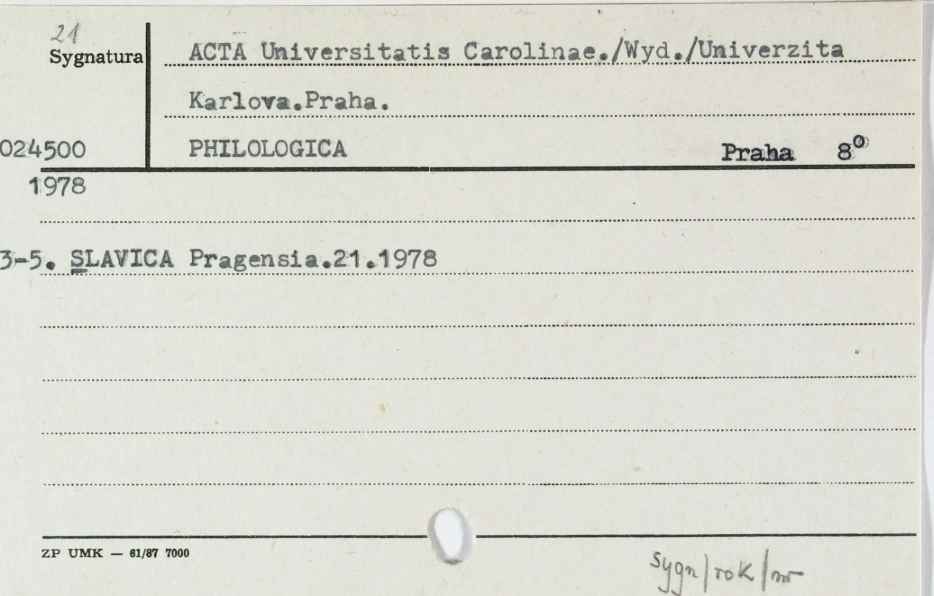 21
Sygnatura
ACTA Universitatis Carolinae./Wyd./Univerzita
Karlova.Praha.
024500
PHILOLOGICA
Praha 8º
1978
3-5. SLAVICA Pragensia.21.1978
ZP UMK — 61/87 7000
sygn/rok/nr